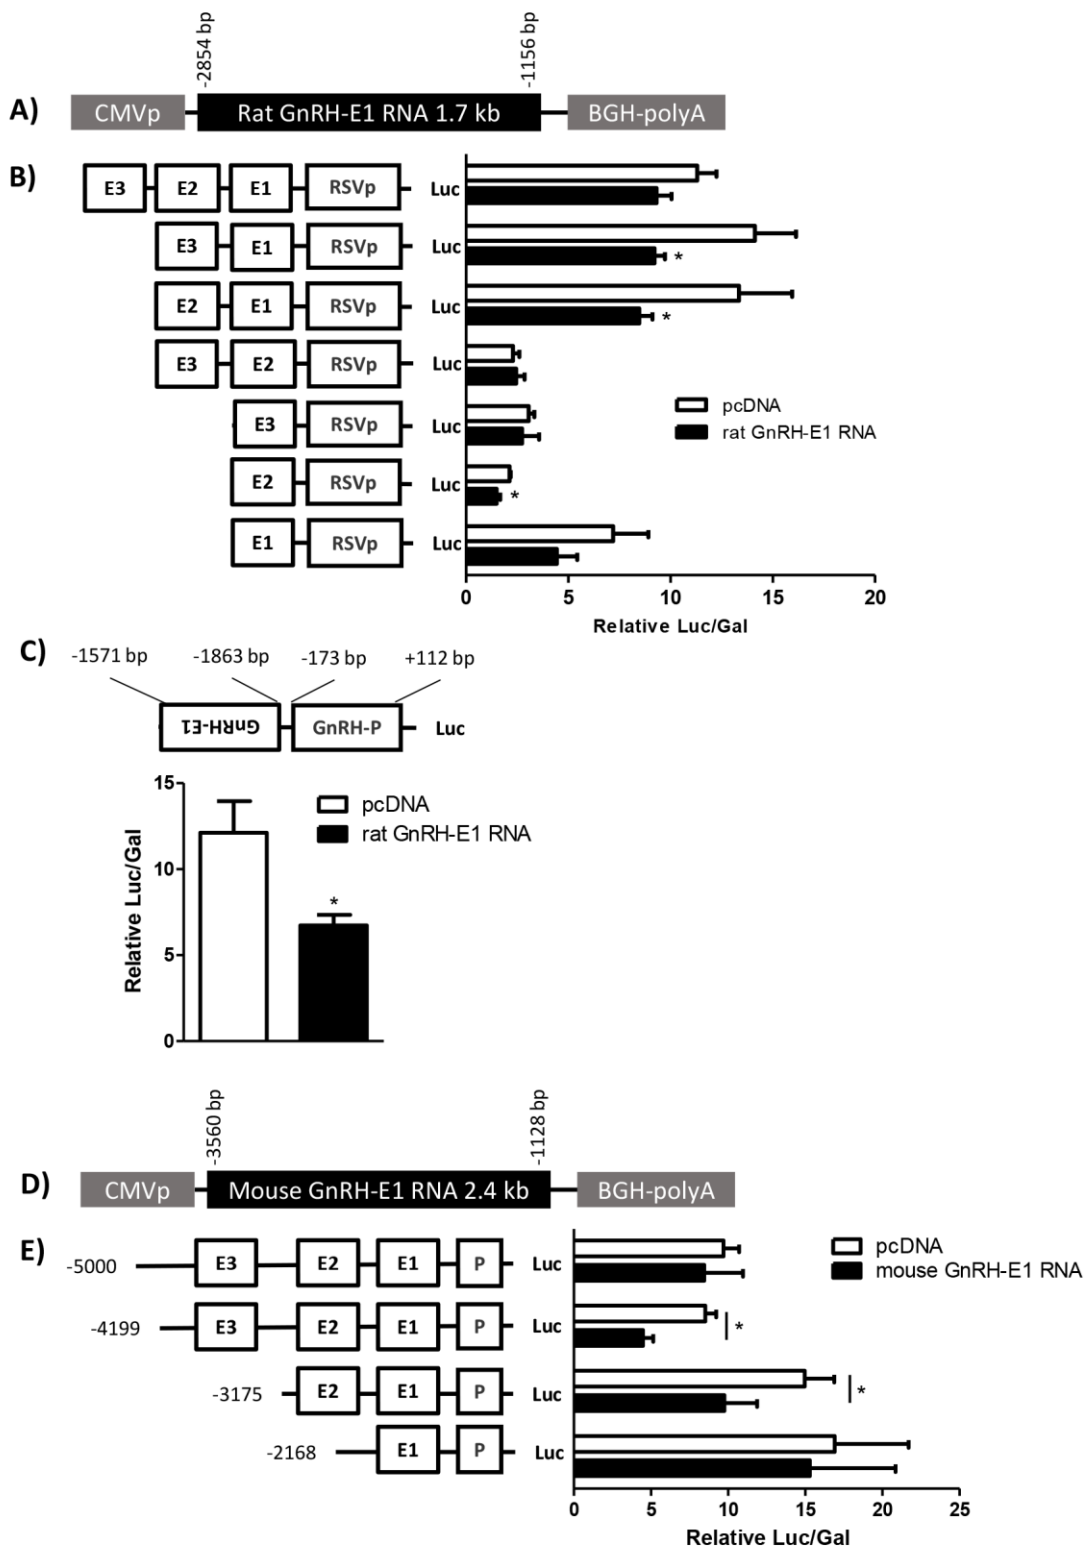 -2854 bp
-1156 bp
A)
CMVp
Rat GnRH-E1 RNA 1.7 kb
BGH-polyA
B)
E3 E2 E1 RSVp Luc
E3 E1 RSVp Luc *
E2 E1 RSVp Luc *
E3 E2 RSVp Luc
E3 RSVp Luc
E2 RSVp Luc *
E1 RSVp Luc
pcDNA
rat GnRH-E1 RNA
0 5 10 15 20
Relative Luc/Gal
C)
-1571 bp -1863 bp -173 bp +112 bp
GnRH-E1 GnRH-P Luc
15
10
5
0
Relative Luc/Gal
pcDNA
rat GnRH-E1 RNA
*
-3560 bp
-1128 bp
D)
CMVp
Mouse GnRH-E1 RNA 2.4 kb
BGH-polyA
E)
-5000 E3 E2 E1 P Luc
-4199 E3 E2 E1 P Luc *
-3175 E2 E1 P Luc *
-2168 E1 P Luc
pcDNA
mouse GnRH-E1 RNA
0 5 10 15 20 25
Relative Luc/Gal